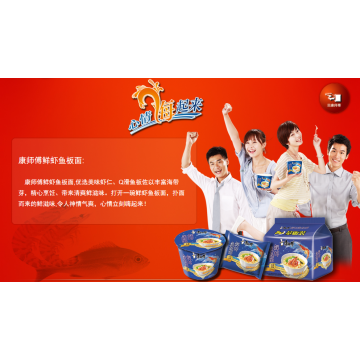 心情嗨起来
康师傅鲜虾鱼板面:
康师傅鲜虾鱼板面,优选美味虾仁、Q滑鱼板佐以丰富海带
芽，精心烹饪，带来清爽鲜滋味。打开一碗鲜虾鱼板面，扑面
而来的鲜滋味,令人神情气爽，心情立刻嗨起来！